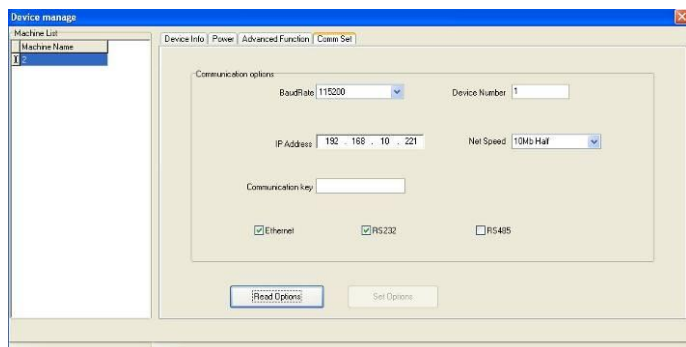 Device manage
Machine List
Machine Name
2
Device Info Power Advanced Function Comm Set
Communication options
BaudRate 115200 Device Number 1
IP Address 192 . 168 . 10 . 221 Net Speed 10Mb Half
Communication key
Ethernet RS232 RS485
Read Options Set Options